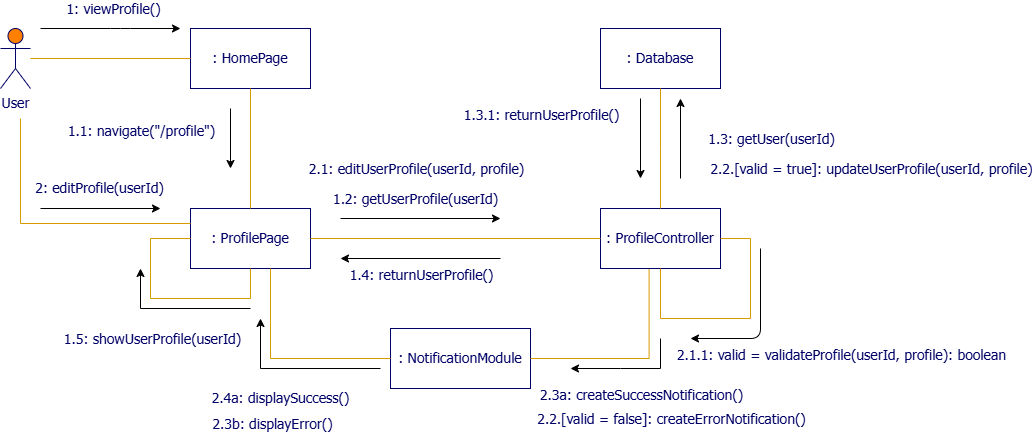 1: viewProfile()
: HomePage
: Database
User
1.1: navigate("/profile")
1.3.1: returnUserProfile()
1.3: getUser(userId)
2.2.[valid = true]: updateUserProfile(userId, profile)
2.1: editUserProfile(userId, profile)
2: editProfile(userId)
1.2: getUserProfile(userId)
: ProfilePage
: ProfileController
1.4: returnUserProfile()
1.5: showUserProfile(userId)
: NotificationModule
2.1.1: valid = validateProfile(userId, profile): boolean
2.4a: displaySuccess()
2.3b: displayError()
2.3a: createSuccessNotification()
2.2.[valid = false]: createErrorNotification()